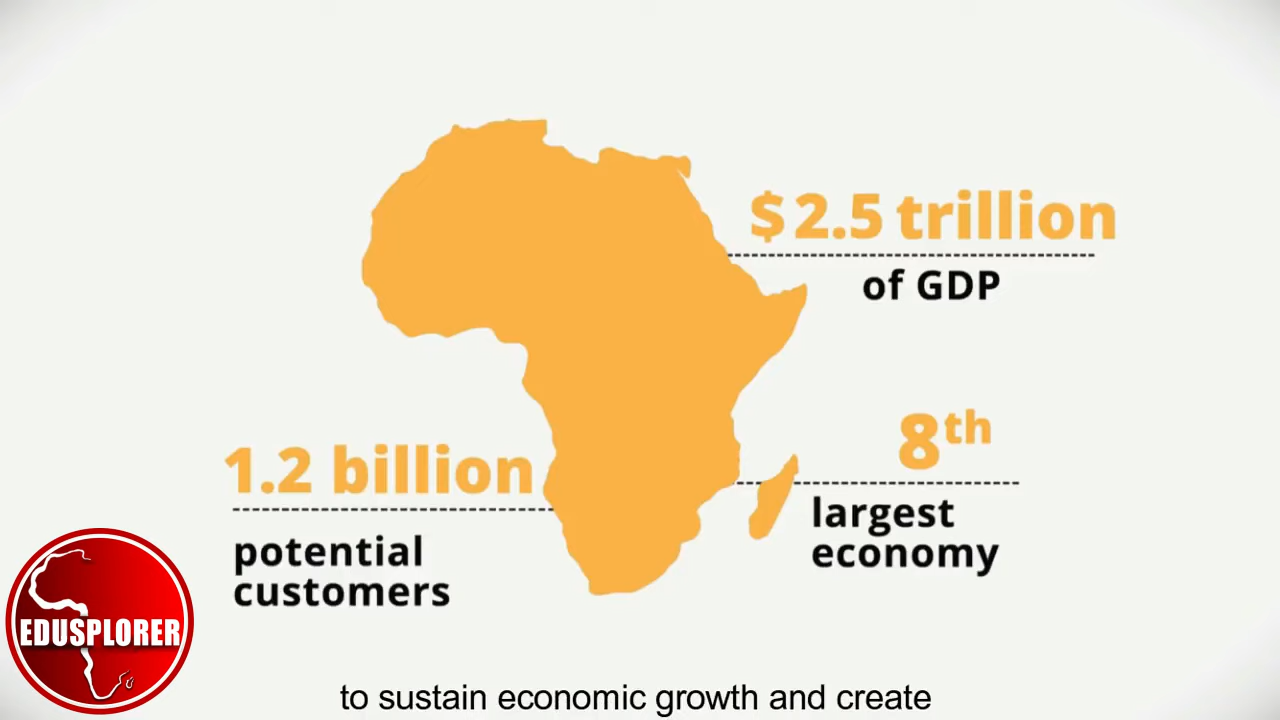 $2.5 trillion
of GDP
8th
largest
economy
1.2 billion
potential
customers
EDUSPLORER
to sustain economic growth and create